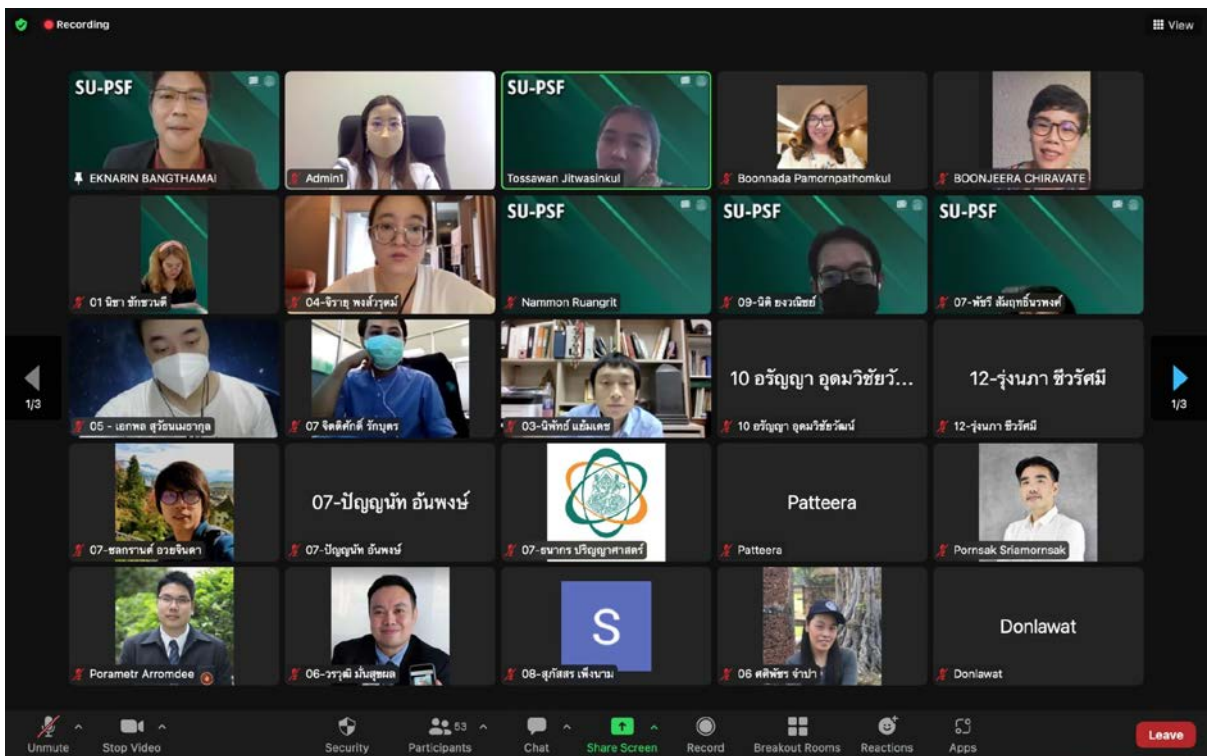 Recording
View
SU-PSF
EKNARIN BANGTHAMAI
Admin1
SU-PSF
Tossawan Jitwasinkul
Boonnada Pamornpathomkul
BOONJEERA CHIRAVATE
01 นิชา ชักชวนดี
04-จิรายุ พงส์วรุตม์
SU-PSF
Nammon Ruangrit
SU-PSF
09-นิติ ยงวณิชย์
SU-PSF
07-พัชรี สัมฤทธิ์นรพงศ์
1/3
05 - เอกพล สุวัธนเมธากุล
07 จิตติศักดิ์ รักบุตร
03-นิพัทธ์ แย้มเดช
10 อรัญญา อุดมวิชัยวั...
10 อรัญญา อุดมวิชัยวัฒน์
12-รุ่งนภา ชีวรัศมี
12-รุ่งนภา ชีวรัศมี
1/3
07-ชลกรานต์ อวยจินดา
07-ปัญญนัท อ้นพงษ์
07-ปัญญนัท อ้นพงษ์
07-ธนากร ปริญญาศาสตร์
Patteera
Patteera
Pornsak Sriamornsak
Porametr Arromdee
06-วรวุฒิ มั่นสุขผล
S
08-สุภัสสร เพ็งนาม
06 ศศิพัชร จำปา
Donlawat
Donlawat
Unmute
Stop Video
Security
53
Participants
Chat
Share Screen
Record
Breakout Rooms
Reactions
Apps
Leave